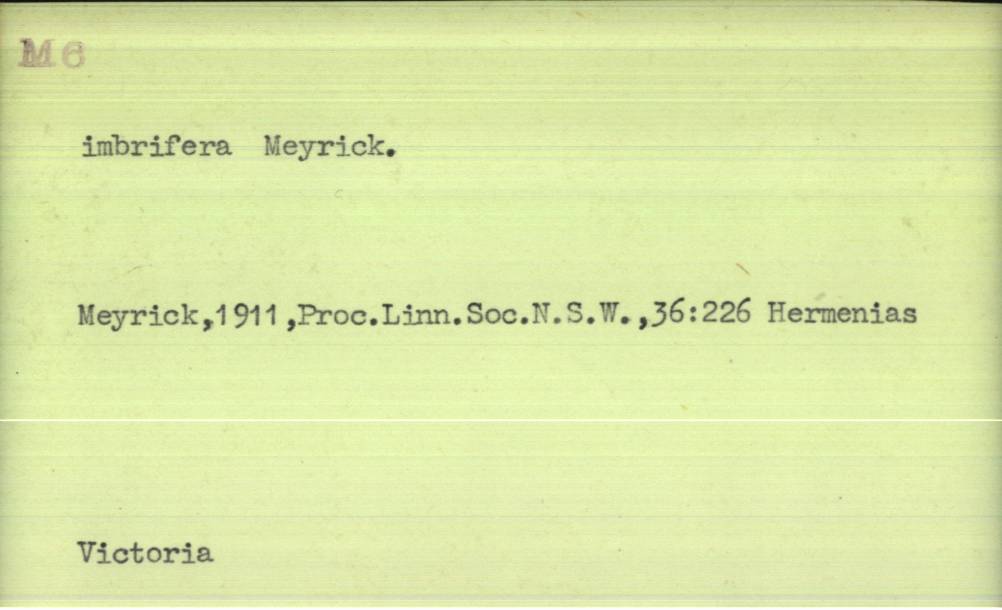 M6
imbrifera Meyrick.
Meyrick,1911,Proc.Linn.Soc.N.S.W.,36:226 Hermenias
Victoria